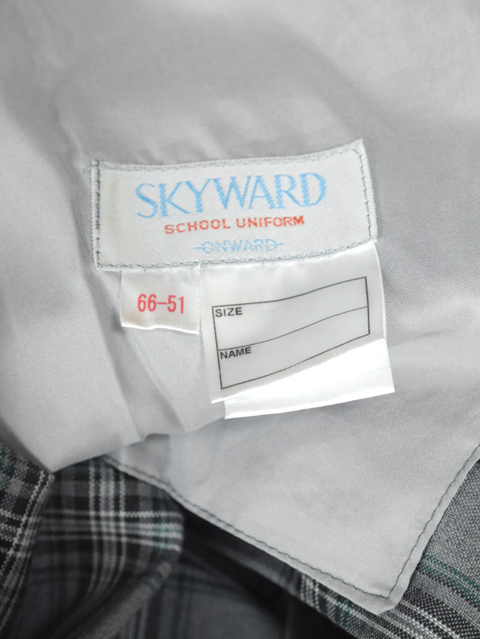 SKYWARD
SCHOOL UNIFORM
ONWARD
66-51
SIZE
NAME